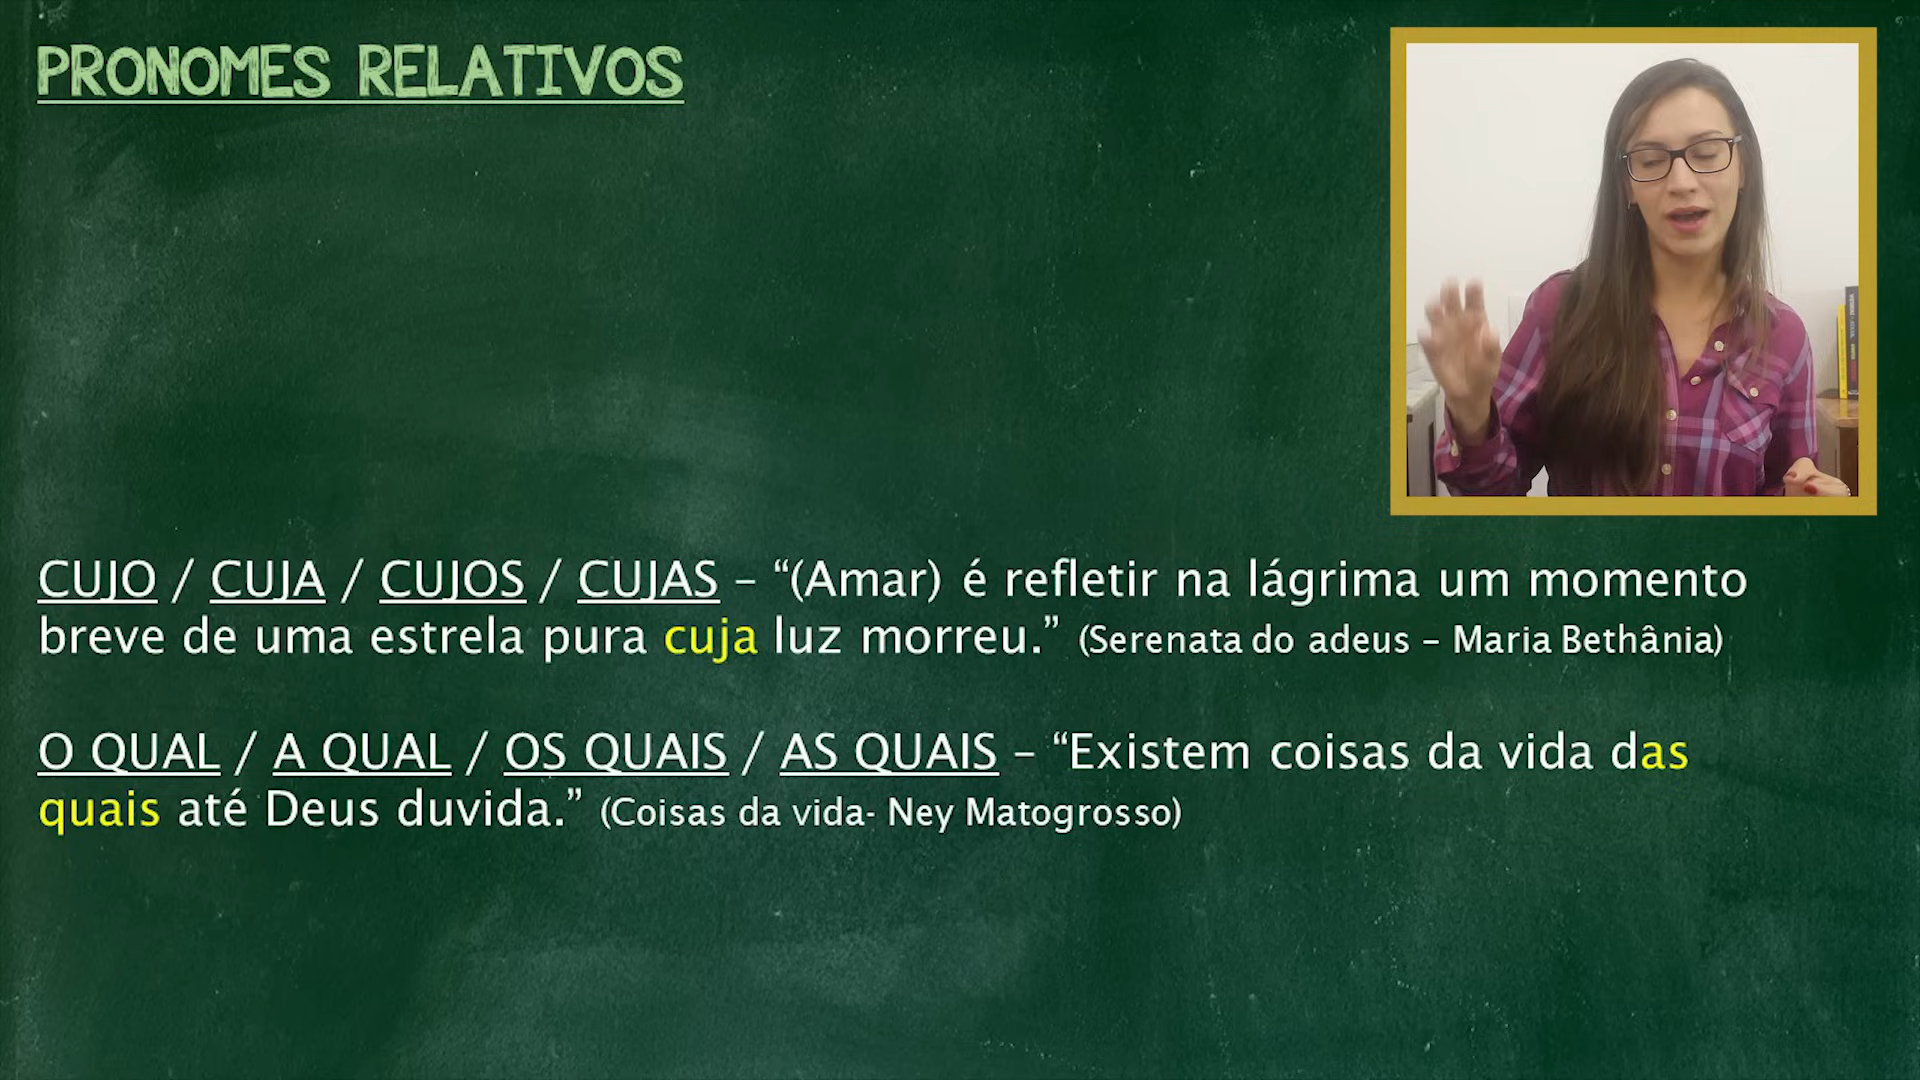 PRONOMES RELATIVOS
CUJO / CUJA / CUJOS / CUJAS – “(Amar) é refletir na lágrima um momento
breve de uma estrela pura cuja luz morreu.” (Serenata do adeus – Maria Bethânia)
O QUAL / A QUAL / OS QUAIS / AS QUAIS – “Existem coisas da vida das
quais até Deus duvida.” (Coisas da vida- Ney Matogrosso)